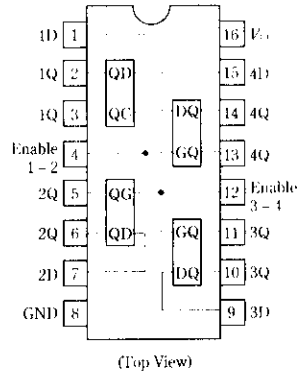 1D 1 16
1Q 2 QD 15 4D
1Q 3 QC DQ 14 4Q
Enable 1-2 4 GQ 13 4Q
2Q 5 QG 12 Enable 3-4
2Q 6 QD GQ 11 3Q
2D 7 DQ 10 3Q
GND 8 9 3D
(Top View)